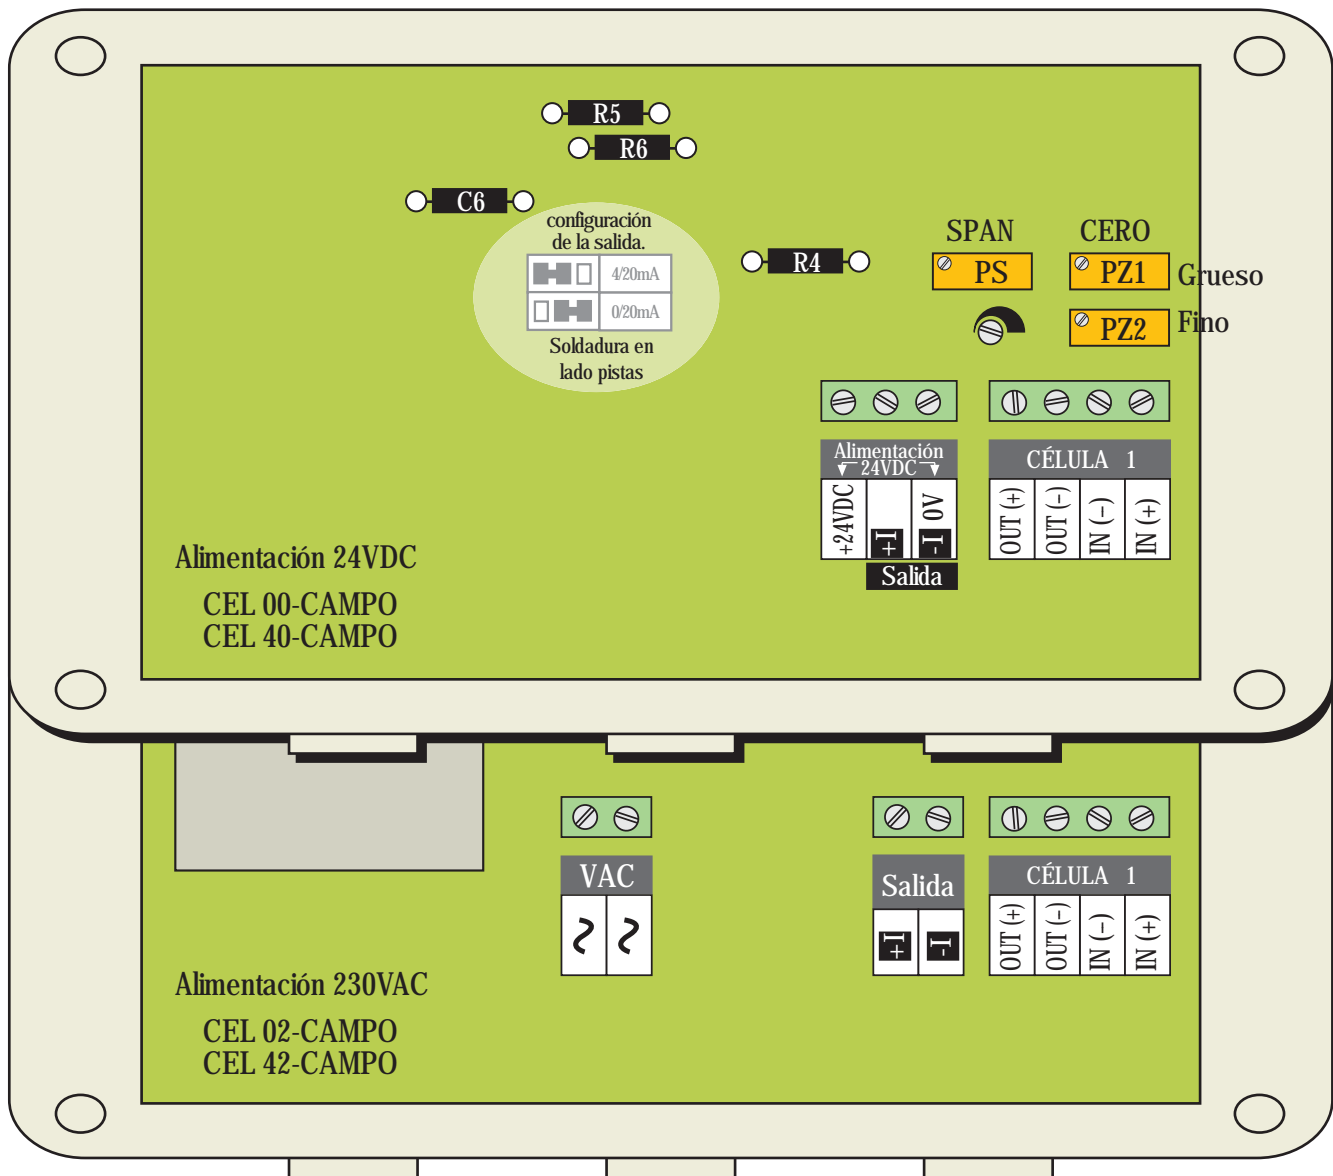 R5
R6
C6
configuración
de la salida.
4/20mA
0/20mA
Soldadura en
lado pistas
R4
SPAN CERO
PS PZ1 Grueso
PZ2 Fino
Alimentación
24VDC
+24VDC
I+
I- 0V
Salida
CÉLULA 1
OUT (+)
OUT (-)
IN (-)
IN (+)
Alimentación 24VDC
CEL 00-CAMPO
CEL 40-CAMPO
VAC
Salida
I+
I-
CÉLULA 1
OUT (+)
OUT (-)
IN (-)
IN (+)
Alimentación 230VAC
CEL 02-CAMPO
CEL 42-CAMPO